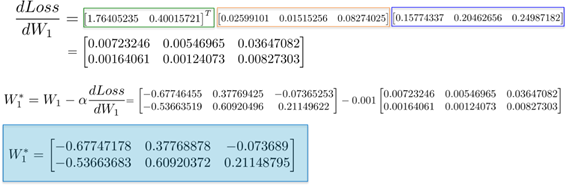 dLoss/dW₁ = [1.76405235 0.40015721]ᵀ [0.02599101 0.01515256 0.08274025] [0.15774337 0.20462656 0.24987182]
= [0.00723246 0.00546965 0.03647082
0.00164061 0.00124073 0.00827303]
W₁* = W₁ − α dLoss/dW₁ = [−0.67746455 0.37769425 −0.07365253
−0.53663519 0.60920496 0.21149622] − 0.001 [0.00723246 0.00546965 0.03647082
0.00164061 0.00124073 0.00827303]
W₁* = [−0.67747178 0.37768878 −0.073689
−0.53663683 0.60920372 0.21148795]